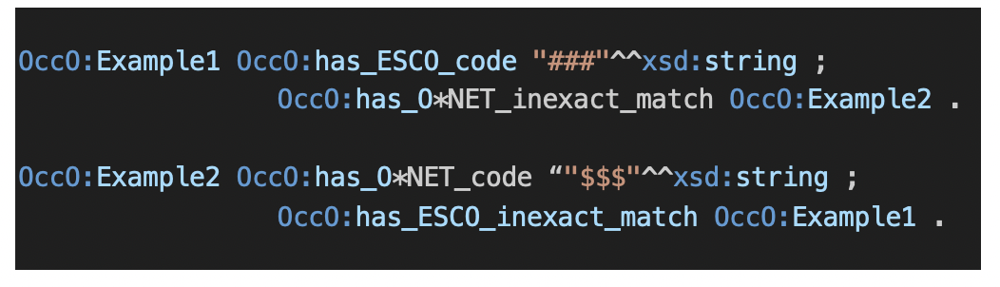 OccO:Example1 OccO:has_ESCO_code "###"^^xsd:string ;
OccO:has_O*NET_inexact_match OccO:Example2 .
OccO:Example2 OccO:has_O*NET_code “"$$$"^^xsd:string ;
OccO:has_ESCO_inexact_match OccO:Example1 .